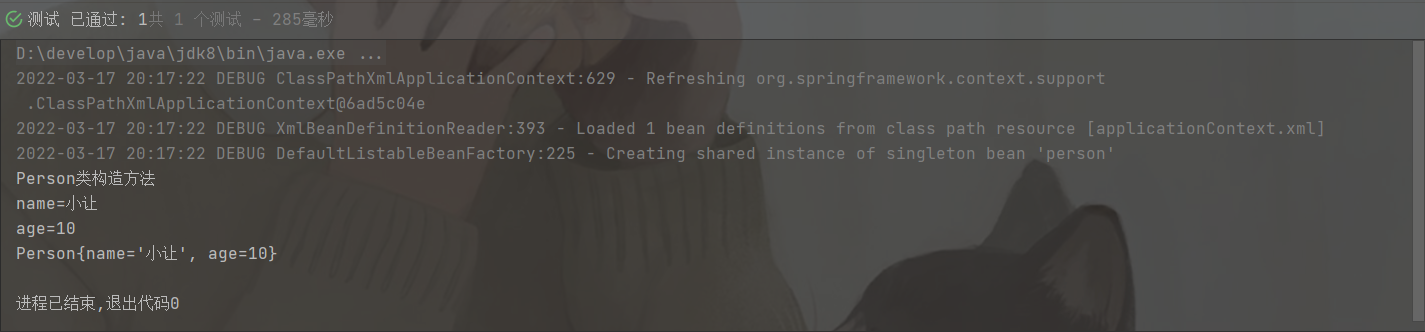 测试 已通过: 1共 1 个测试 – 285毫秒
D:\develop\java\jdk8\bin\java.exe ...
2022-03-17 20:17:22 DEBUG ClassPathXmlApplicationContext:629 - Refreshing org.springframework.context.support
.ClassPathXmlApplicationContext@6ad5c04e
2022-03-17 20:17:22 DEBUG XmlBeanDefinitionReader:393 - Loaded 1 bean definitions from class path resource [applicationContext.xml]
2022-03-17 20:17:22 DEBUG DefaultListableBeanFactory:225 - Creating shared instance of singleton bean 'person'
Person类构造方法
name=小让
age=10
Person{name='小让', age=10}
进程已结束,退出代码0